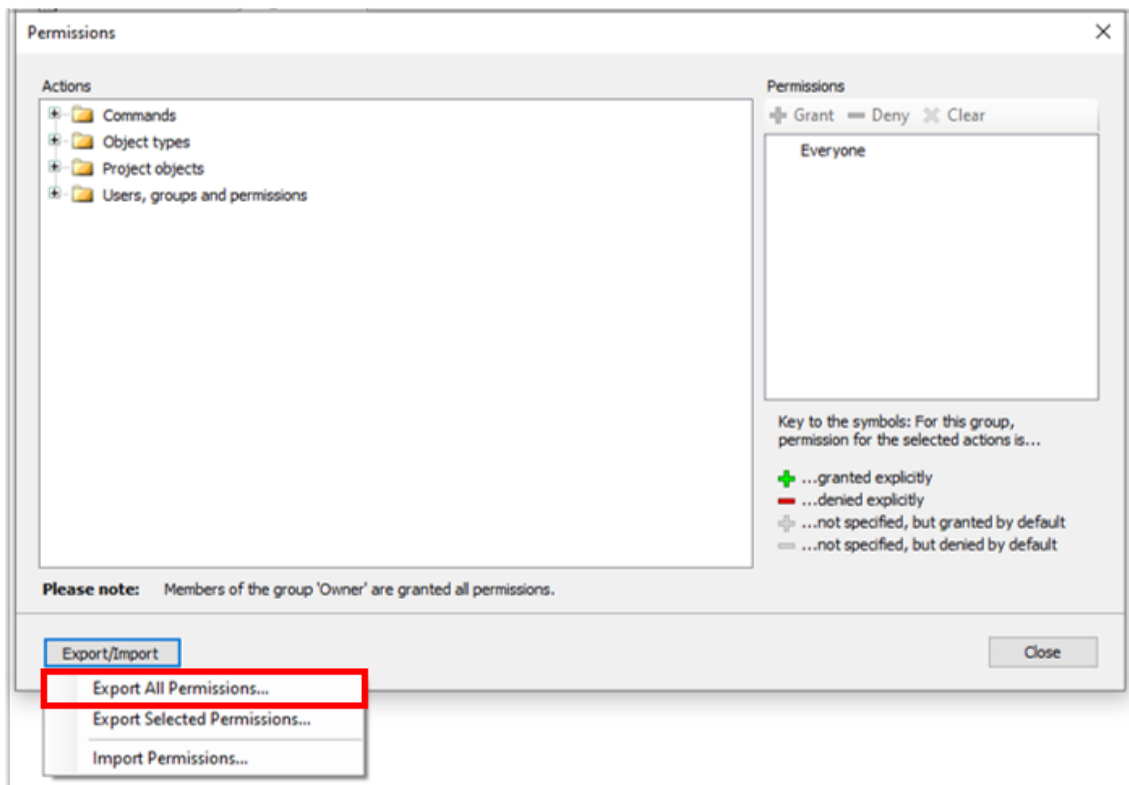 Permissions
Actions
Commands
Object types
Project objects
Users, groups and permissions
Permissions
Grant Deny Clear
Everyone
Key to the symbols: For this group,
permission for the selected actions is...
...granted explicitly
...denied explicitly
...not specified, but granted by default
...not specified, but denied by default
Please note: Members of the group 'Owner' are granted all permissions.
Export/Import
Close
Export All Permissions...
Export Selected Permissions...
Import Permissions...